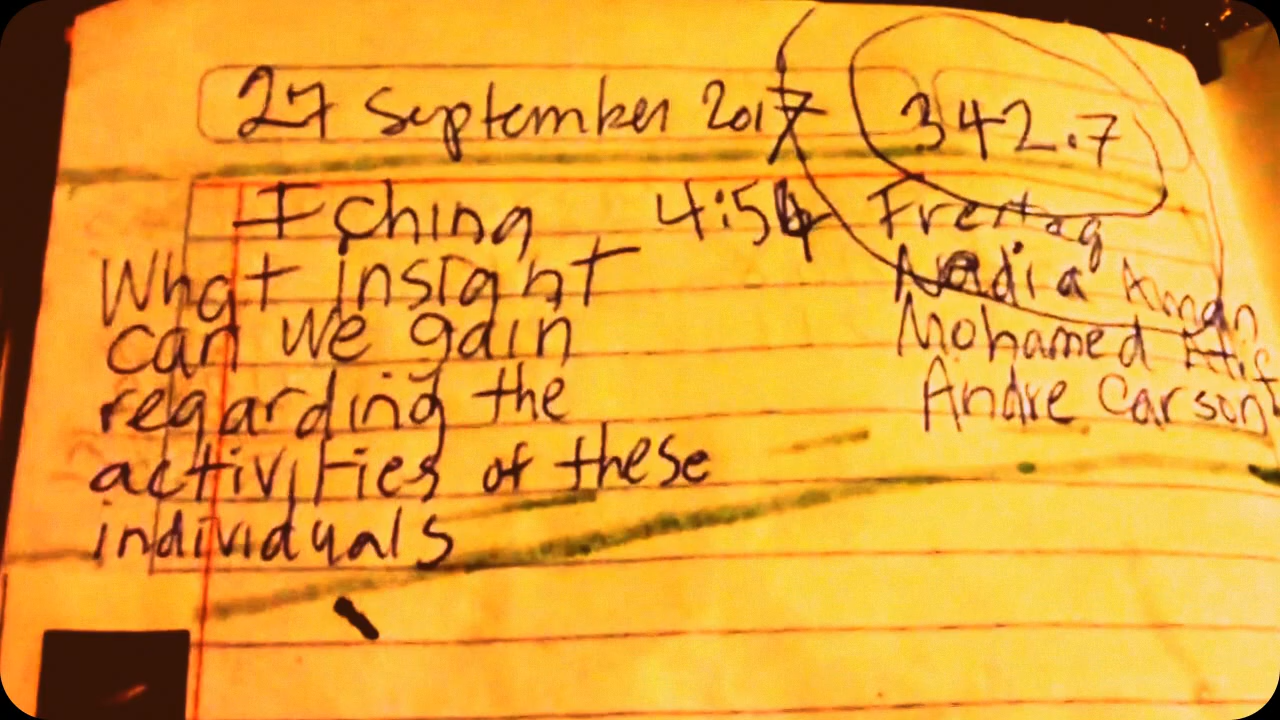 27 September 2017 342.7
I Ching 4:54 Freitag
What insight Nadia
can we gain Mohamed
regarding the Andre Carson
activities of these
individuals